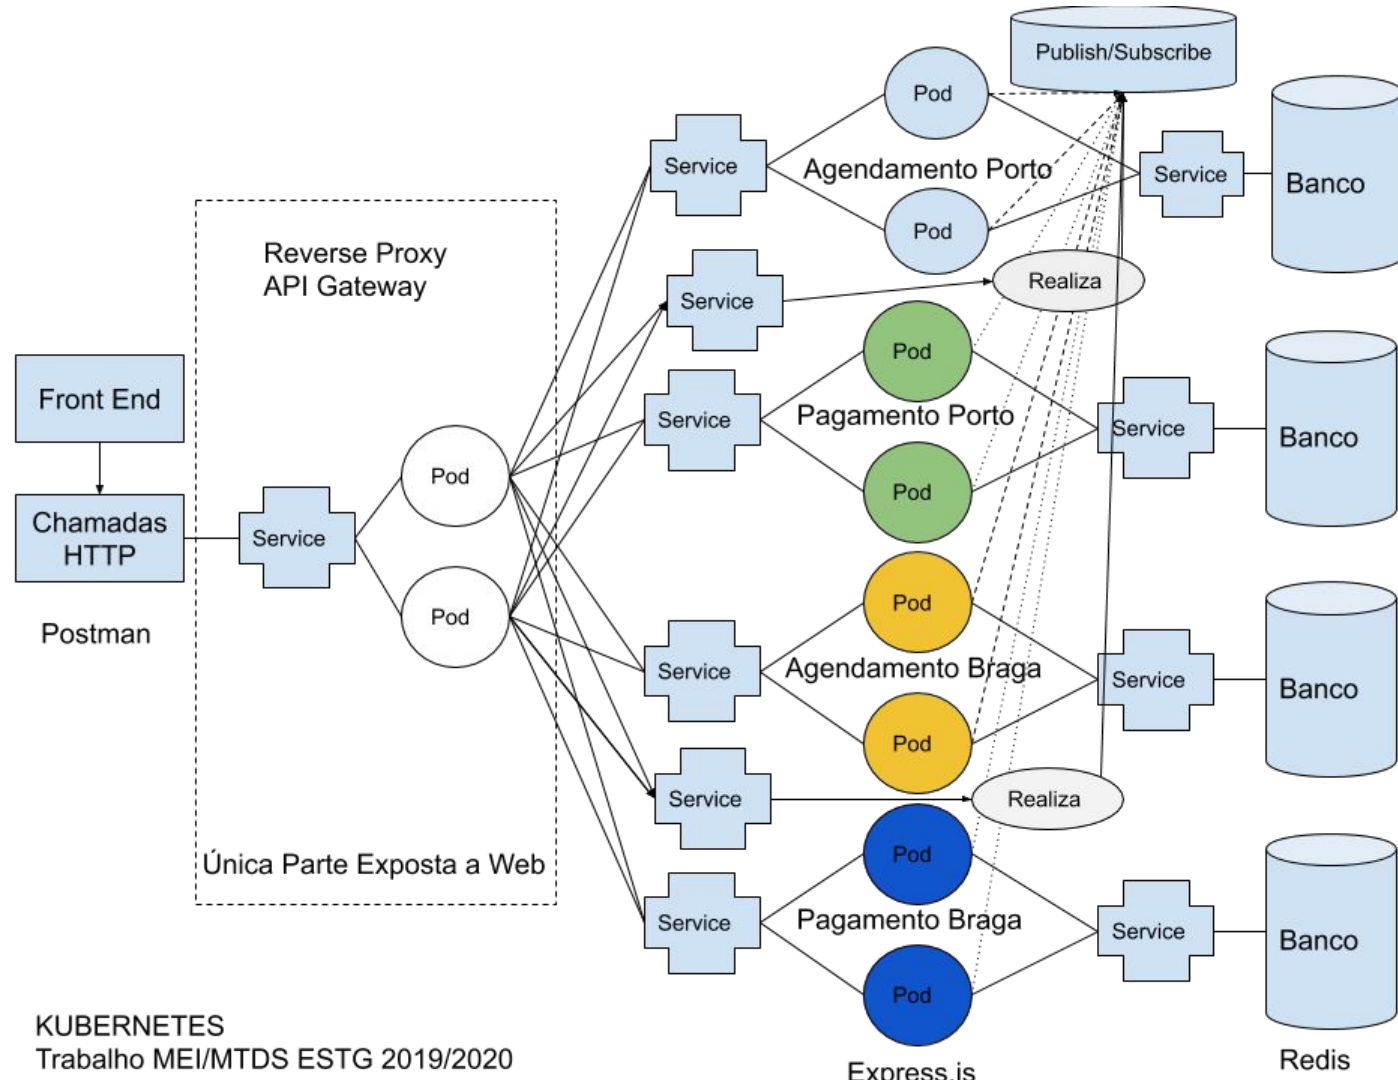 Publish/Subscribe
Pod
Service
Agendamento Porto
Service
Banco
Pod
Reverse Proxy
API Gateway
Service
Realiza
Pod
Front End
Service
Pagamento Porto
Service
Banco
Pod
Pod
Chamadas
HTTP
Service
Pod
Pod
Postman
Service
Agendamento Braga
Service
Banco
Pod
Service
Realiza
Única Parte Exposta a Web
Pod
Service
Pagamento Braga
Service
Banco
Pod
KUBERNETES
Trabalho MEI/MTDS ESTG 2019/2020
Express.js
Redis